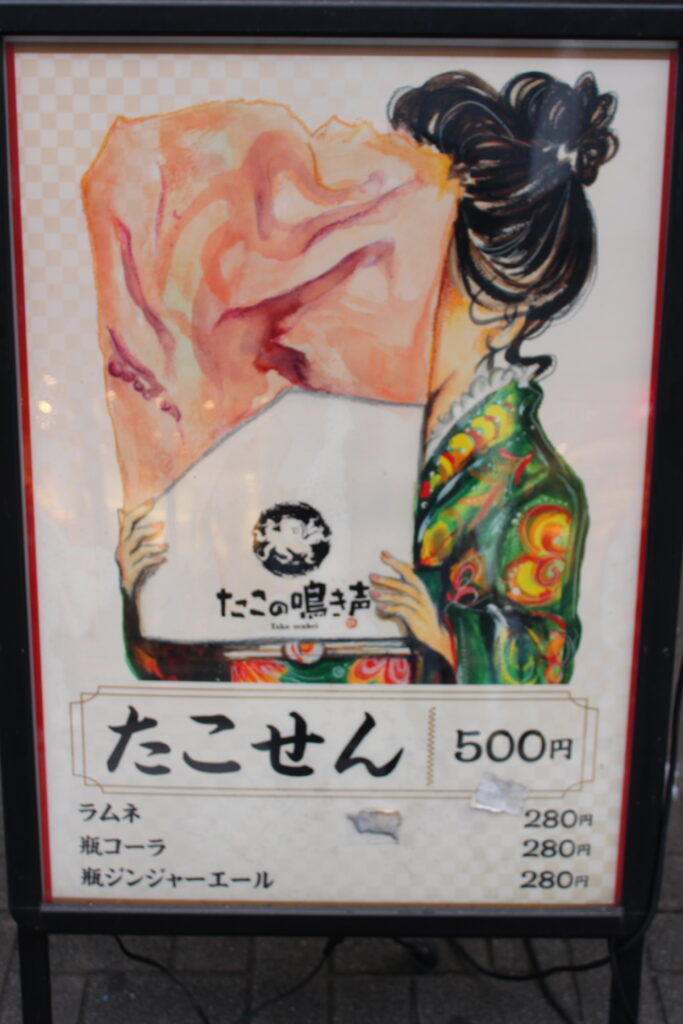 たこの鳴き声
Tako senbei
たこせん 500円
ラムネ 280円
瓶コーラ 280円
瓶ジンジャーエール 280円